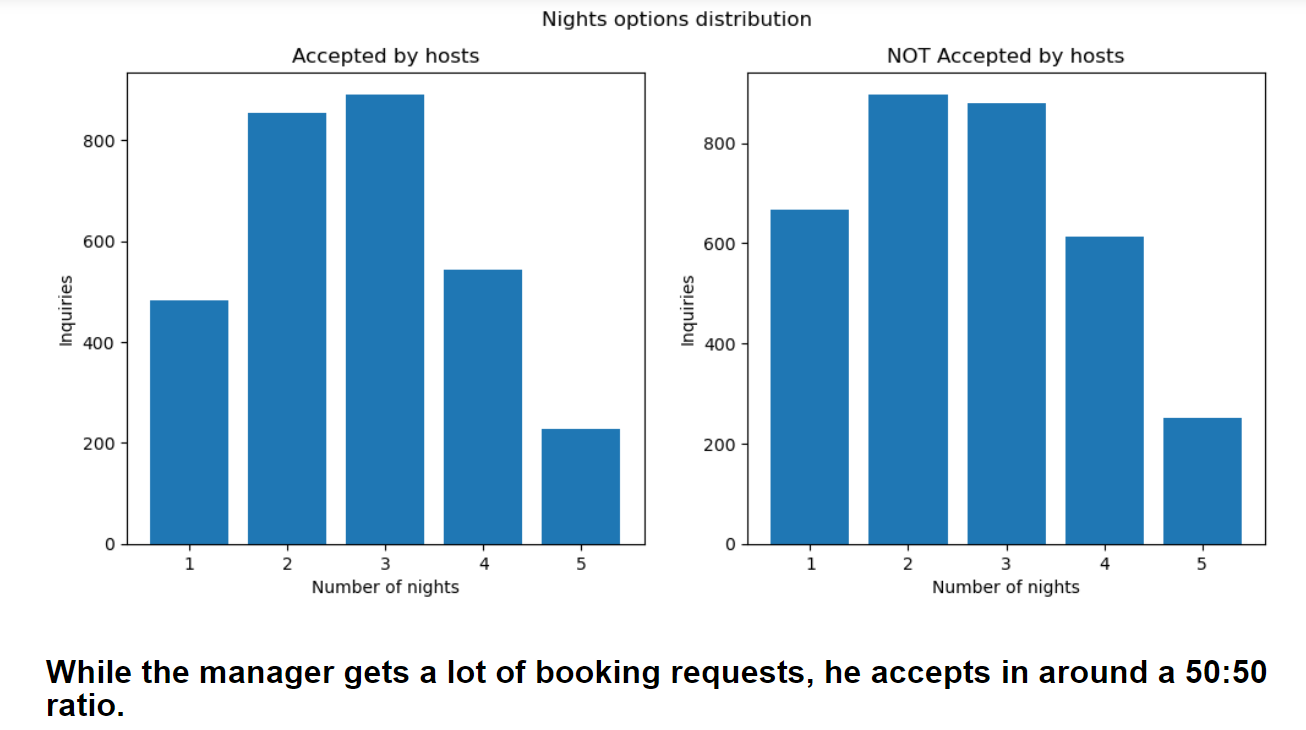 Nights options distribution
Accepted by hosts
NOT Accepted by hosts
800
600
400
200
0
Inquiries
1 2 3 4 5
Number of nights
800
600
400
200
0
Inquiries
1 2 3 4 5
Number of nights
While the manager gets a lot of booking requests, he accepts in around a 50:50
ratio.